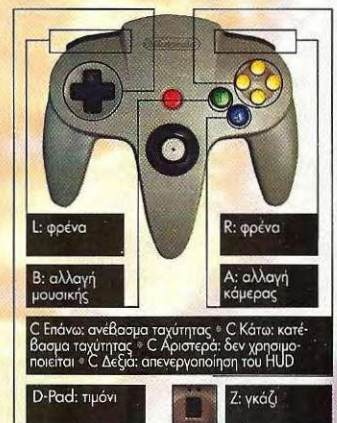 Nintendo
L: φρένα
R: φρένα
B: αλλαγή
μουσικής
A: αλλαγή
κάμερας
C Επάνω: ανέβασμα ταχύτητας • C Κάτω: κατέ-
βασμα ταχύτητας • C Αριστερά: δεν χρησιμο-
ποιείται • C Δεξιά: απενεργοποίηση του HUD
D-Pad: τιμόνι
Z: γκάζι